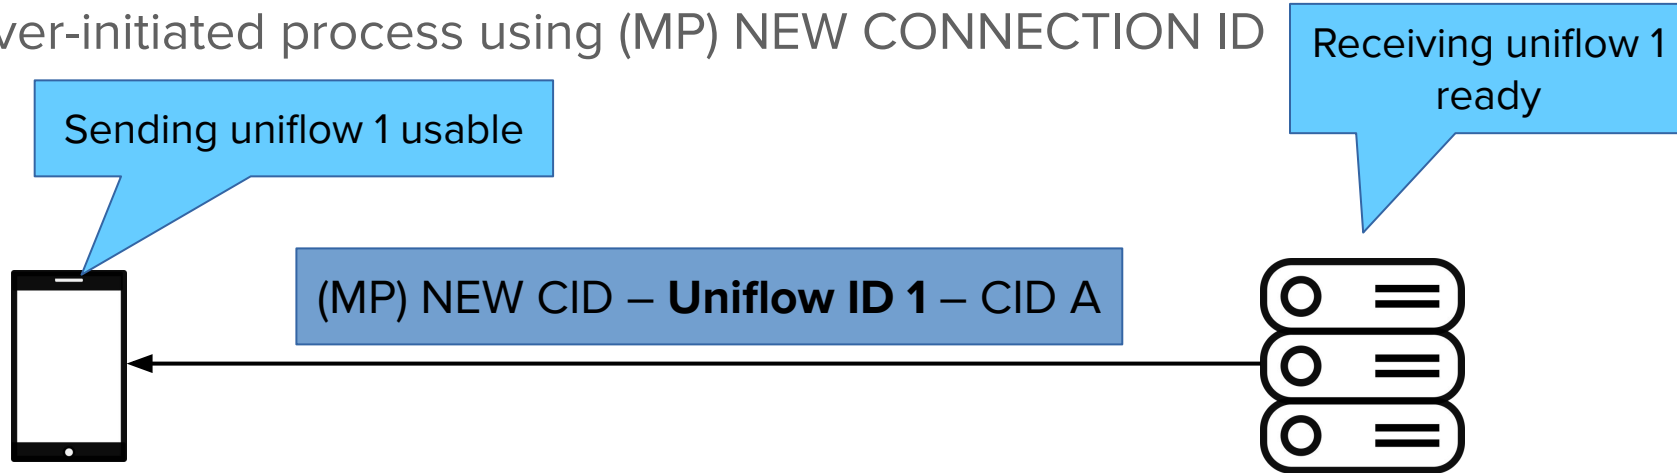 ver-initiated process using (MP) NEW CONNECTION ID
Receiving uniflow 1
ready
Sending uniflow 1 usable
(MP) NEW CID – Uniflow ID 1 – CID A